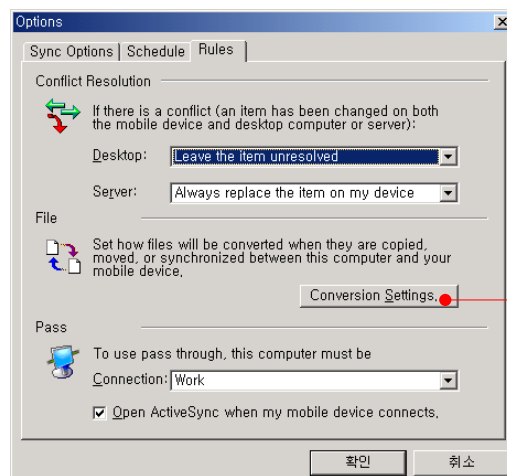 Options
Sync Options Schedule Rules
Conflict Resolution
If there is a conflict (an item has been changed on both
the mobile device and desktop computer or server):
Desktop: Leave the item unresolved
Server: Always replace the item on my device
File
Set how files will be converted when they are copied,
moved, or synchronized between this computer and your
mobile device.
Conversion Settings.
Pass
To use pass through, this computer must be
Connection: Work
Open ActiveSync when my mobile device connects.
확인 취소